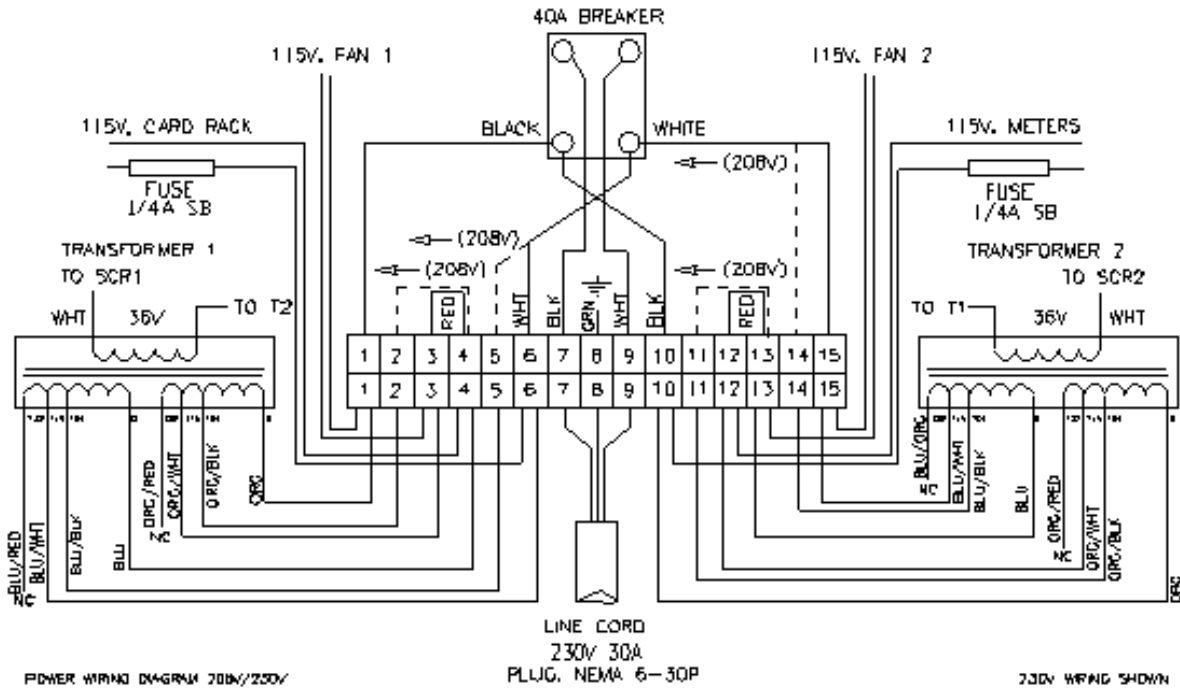 40A BREAKER
115V. FAN 1
115V. FAN 2
115V. CARD RACK
BLACK
WHITE
115V. METERS
(208V)
FUSE
1/4A SB
FUSE
1/4A SB
(208V)
TRANSFORMER 1
TRANSFORMER 2
TO SCR1
(208V)
(208V)
TO SCR2
WHT
36V
TO T2
RED
WHT
BLK
GRN
WHT
BLK
RED
TO T1
36V
WHT
1 2 3 4 5 6 7 8 9 10 11 12 13 14 15
1 2 3 4 5 6 7 8 9 10 11 12 13 14 15
BLU/RED
NC
BLU/WHT
BLU/BLK
BLU
ORG/RED
NC
ORG/WHT
ORG/BLK
ORG
BLU/ORG
NC
BLU/WHT
BLU/BLK
BLU
ORG/RED
NC
ORG/WHT
ORG/BLK
ORG
LINE CORD
230V 30A
PLUG. NEMA 6-30P
POWER WIRING DIAGRAM 208V/230V
230V WIRING SHOWN